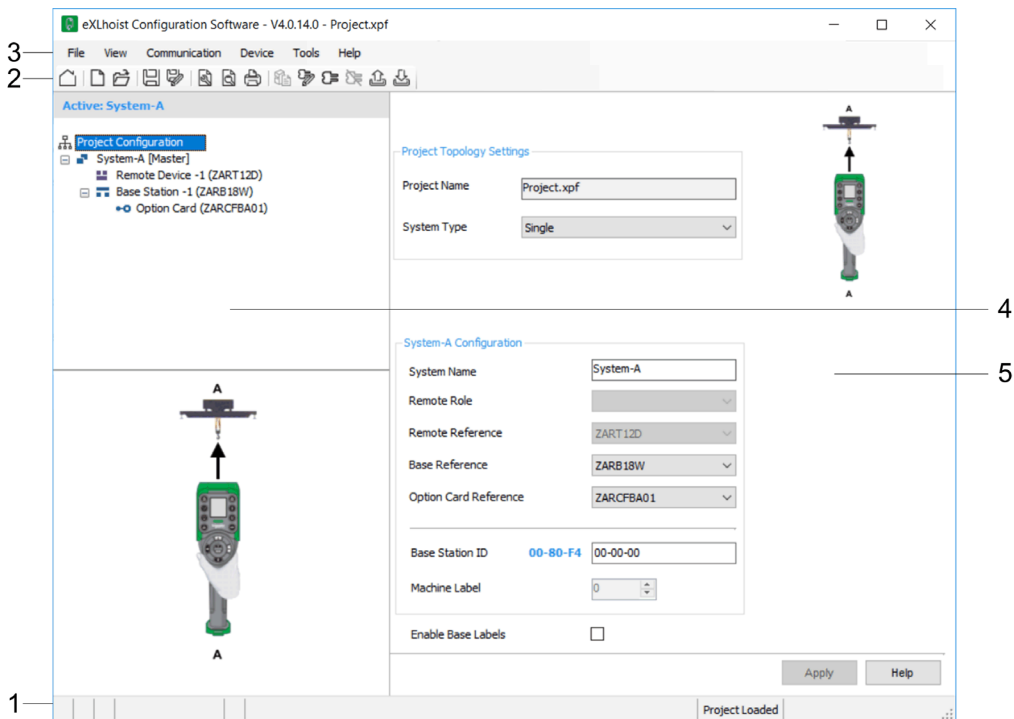 eXLhoist Configuration Software - V4.0.14.0 - Project.xpf
3
File View Communication Device Tools Help
2
Active: System-A
Project Configuration
System-A [Master]
Remote Device -1 (ZART12D)
Base Station -1 (ZARB18W)
Option Card (ZARCFBA01)
A
Project Topology Settings
Project Name Project.xpf
System Type Single
A
4
System-A Configuration
System Name System-A
5
Remote Role
Remote Reference ZART12D
Base Reference ZARB18W
Option Card Reference ZARCFBA01
Base Station ID 00-80-F4 00-00-00
Machine Label 0
Enable Base Labels
A
A
Apply Help
1
Project Loaded